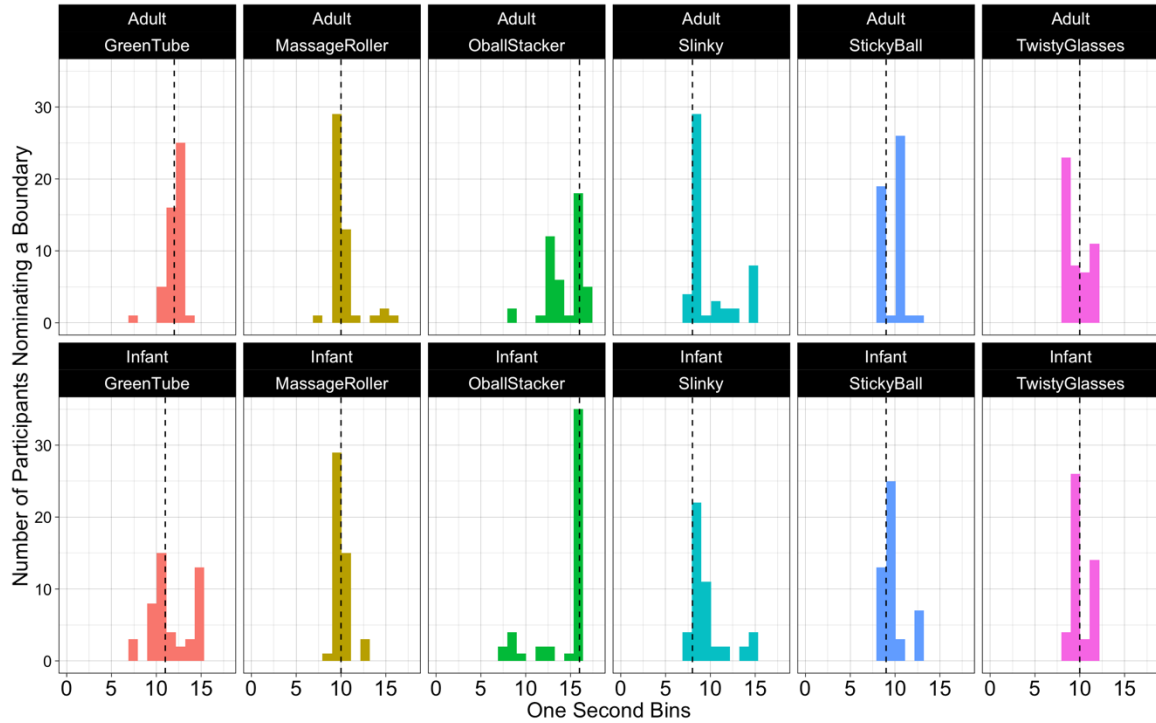 Adult
GreenTube
Adult
MassageRoller
Adult
OballStacker
Adult
Slinky
Adult
StickyBall
Adult
TwistyGlasses
30
20
10
0
Infant
GreenTube
Infant
MassageRoller
Infant
OballStacker
Infant
Slinky
Infant
StickyBall
Infant
TwistyGlasses
30
20
10
0
0 5 10 15 0 5 10 15 0 5 10 15 0 5 10 15 0 5 10 15 0 5 10 15
One Second Bins
Number of Participants Nominating a Boundary